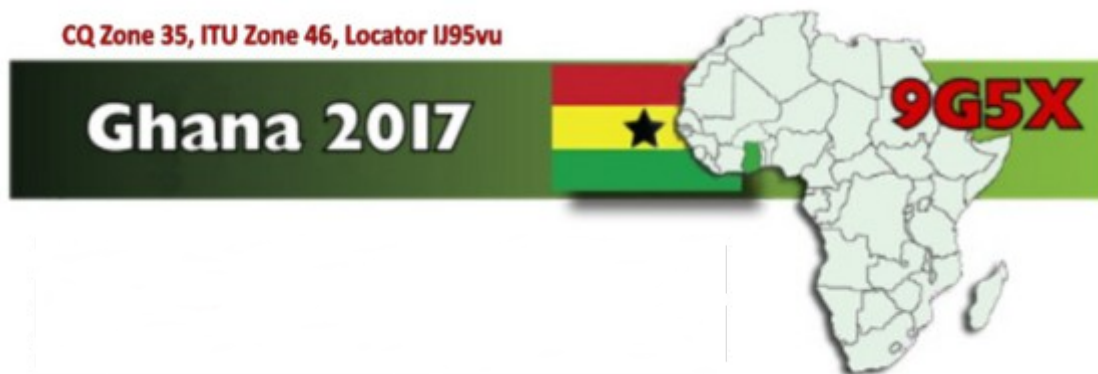 CQ Zone 35, ITU Zone 46, Locator IJ95vu
Ghana 2017
9G5X